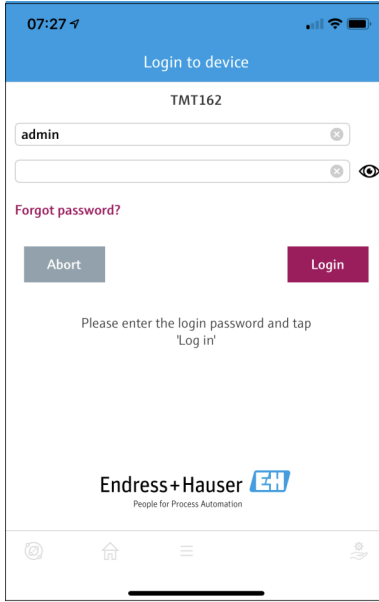 07:27
Login to device
TMT162
admin
Forgot password?
Abort
Login
Please enter the login password and tap
'Log in'
Endress+Hauser EH
People for Process Automation